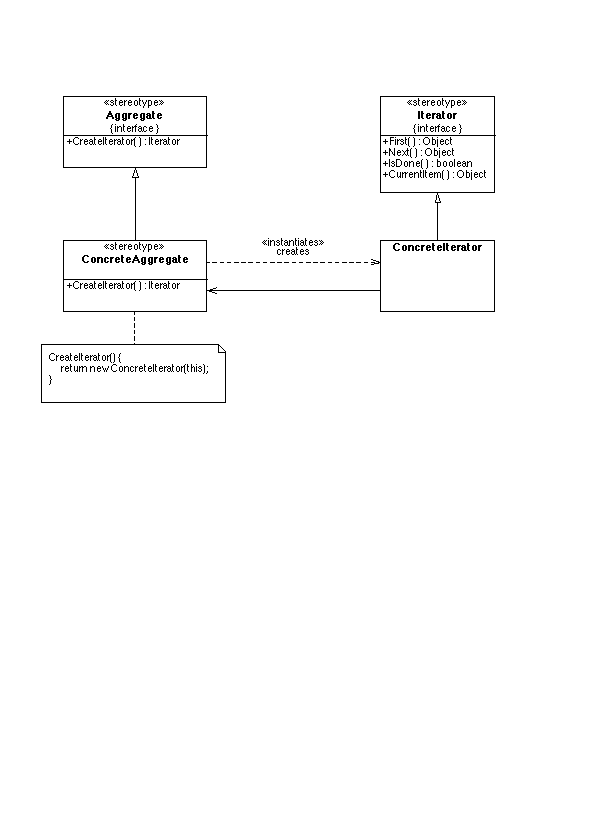 «stereotype»
Aggregate
{interface}
+CreateIterator( ) : Iterator
«stereotype»
Iterator
{interface}
+First( ) : Object
+Next( ) : Object
+IsDone( ) : boolean
+CurrentItem( ) : Object
«stereotype»
ConcreteAggregate
+CreateIterator( ) : Iterator
«instantiates»
creates
ConcreteIterator
CreateIterator() {
return new ConcreteIterator(this);
}